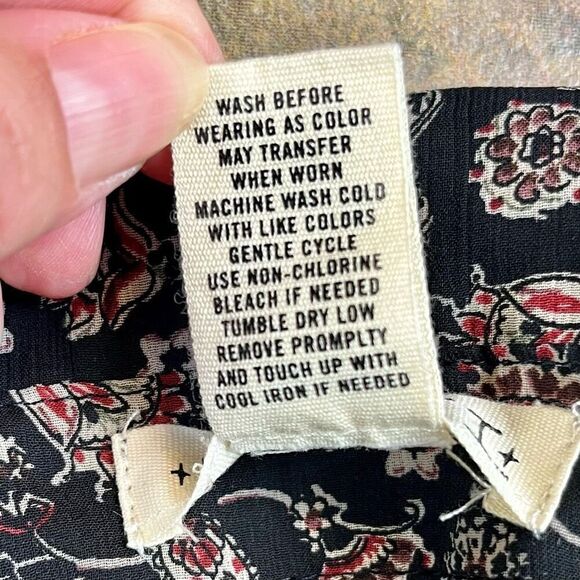 WASH BEFORE
WEARING AS COLOR
MAY TRANSFER
WHEN WORN
MACHINE WASH COLD
WITH LIKE COLORS
GENTLE CYCLE
USE NON-CHLORINE
BLEACH IF NEEDED
TUMBLE DRY LOW
REMOVE PROMPLTY
AND TOUCH UP WITH
COOL IRON IF NEEDED